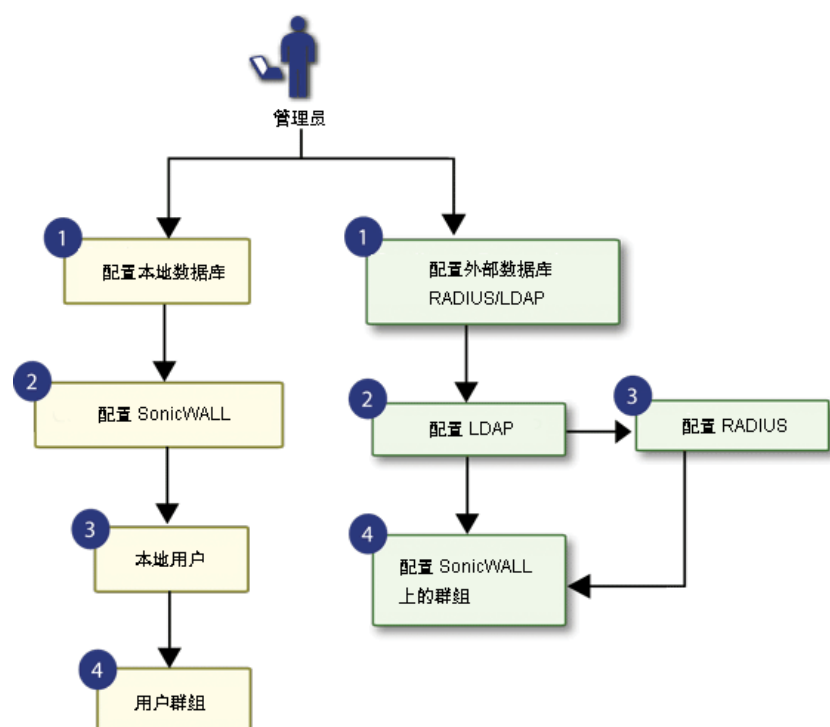 管理员
1
配置本地数据库
2
配置 SonicWALL
3
本地用户
4
用户群组
1
配置外部数据库
RADIUS/LDAP
2
配置 LDAP
3
配置 RADIUS
4
配置 SonicWALL
上的群组